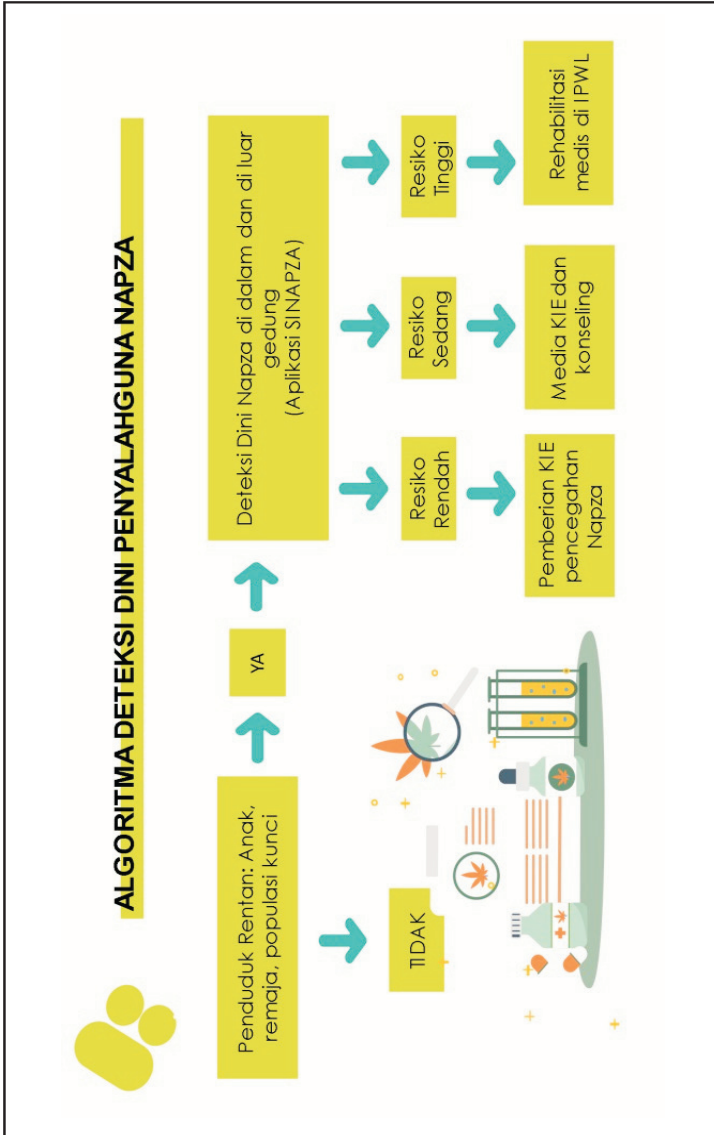 ALGORITMA DETEKSI DINI PENYALAHGUNA NAPZA
Penduduk Rentan: Anak,
remaja, populasi kunci
YA
TIDAK
Deteksi Dini Napza di dalam dan di luar
gedung
(Aplikasi SINAPZA)
Resiko
Rendah
Resiko
Sedang
Resiko
Tinggi
Pemberian KIE
pencegahan
Napza
Media KIE dan
konseling
Rehabilitasi
medis di IPWL